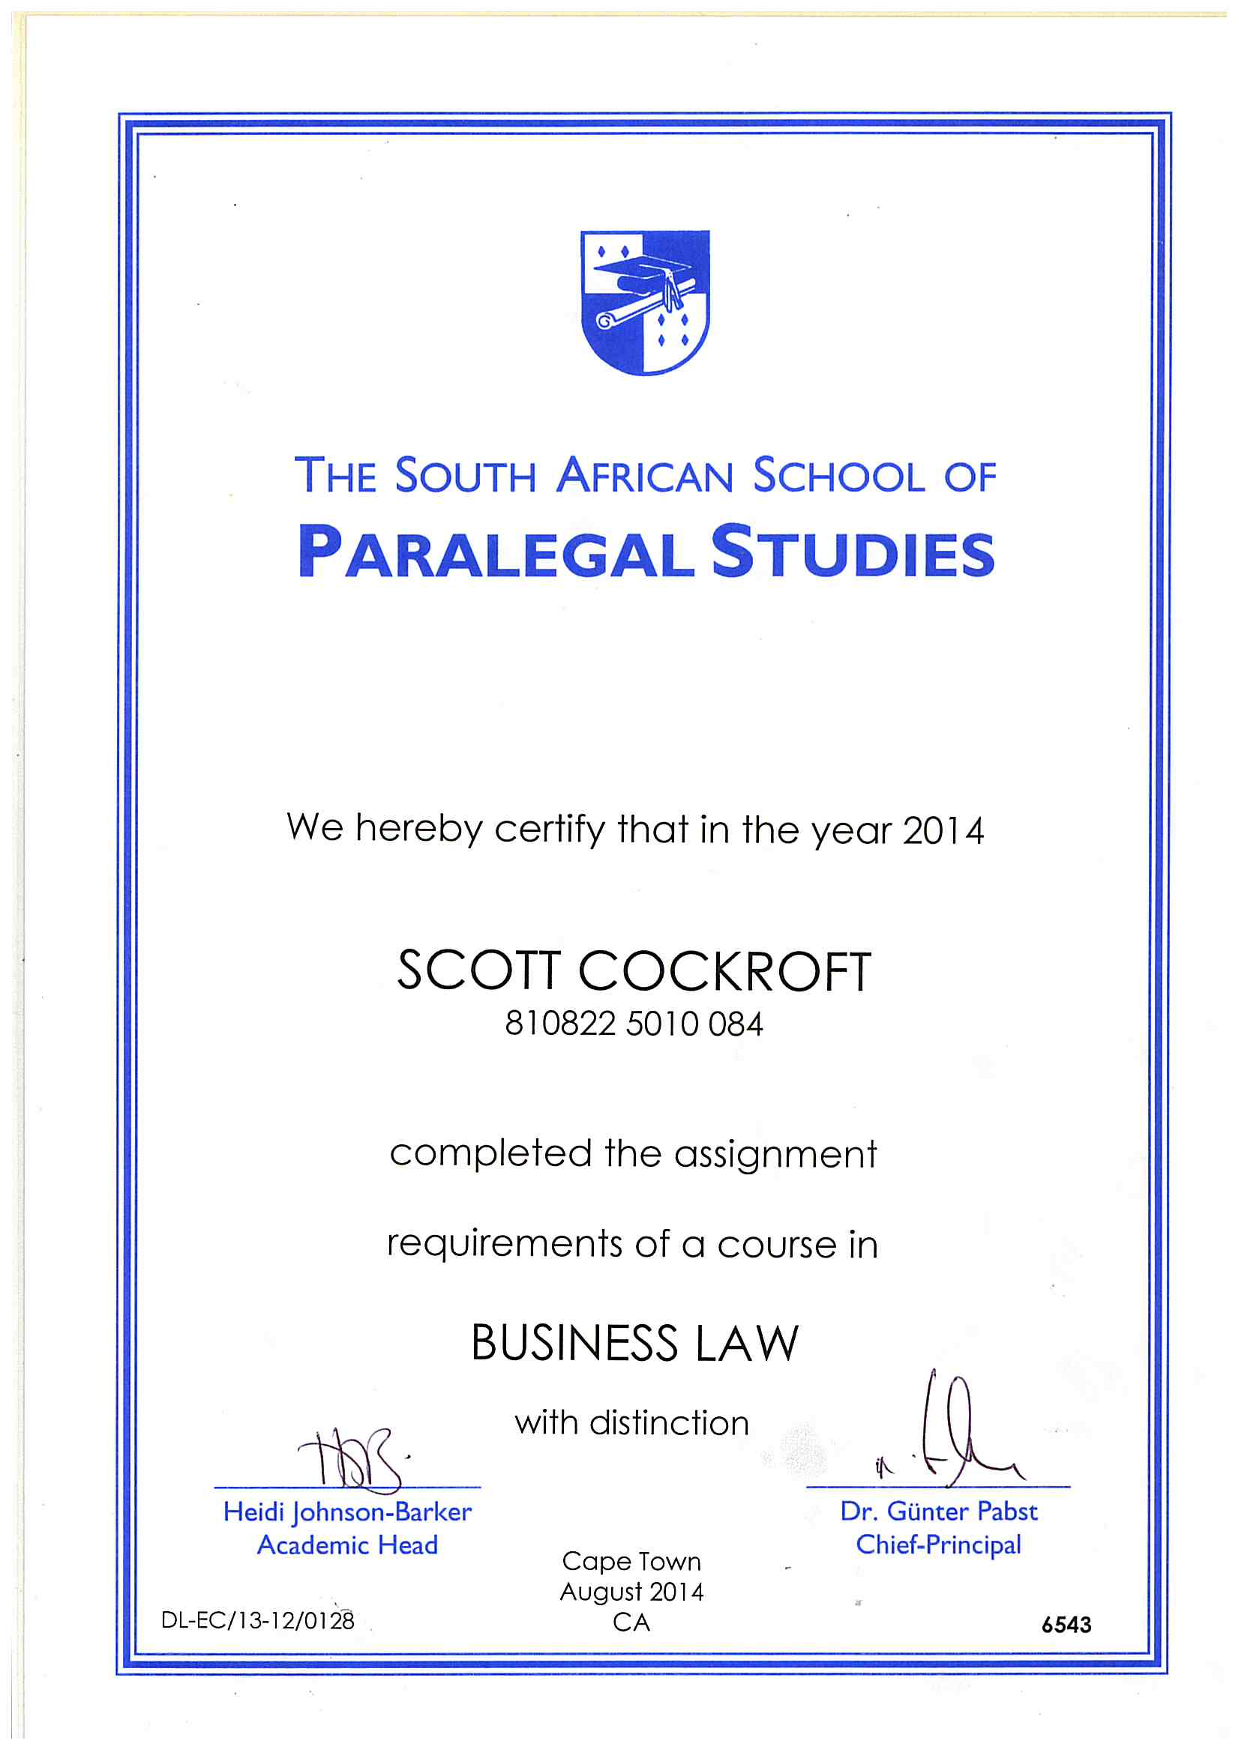 THE SOUTH AFRICAN SCHOOL OF
PARALEGAL STUDIES
We hereby certify that in the year 2014
SCOTT COCKROFT
810822 5010 084
completed the assignment
requirements of a course in
BUSINESS LAW
with distinction
HJB.
Heidi Johnson-Barker
Academic Head
Dr. Günter Pabst
Chief-Principal
Cape Town
August 2014
CA
DL-EC/13-12/0128
6543